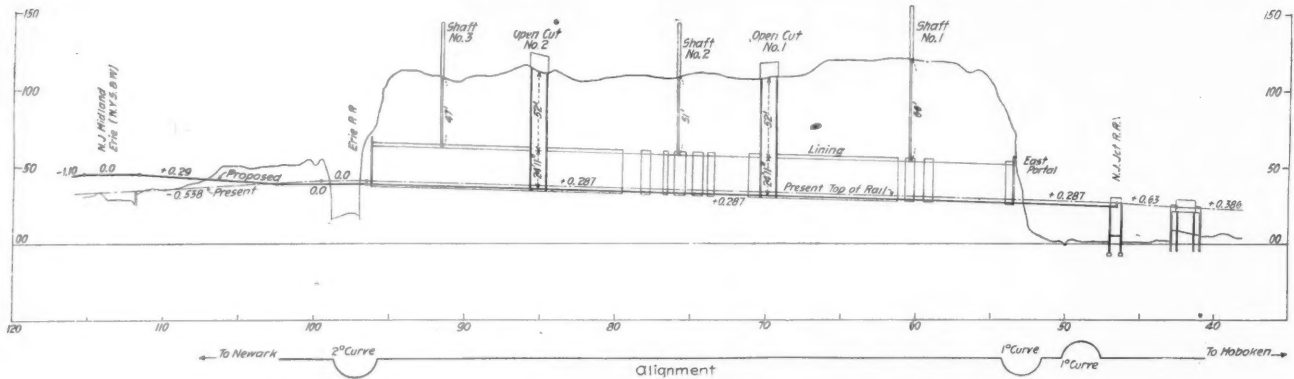 150
100
50
00
N.J. Midland
Erie (N.Y.S.&W)
-1.10
0.0
+0.29
Proposed
-0.538
Present
0.0
0.0
Erie R.R.
Shaft
No.3
47'
Open Cut
No.2
52'
+0.287
Shaft
No.2
51'
+0.287
Open Cut
No.1
52'
Lining
Present Top of Rail
Shaft
No.1
East
Portal
+0.287
N.J. Jct. R.R.
+0.63
+0.386
150
100
50
00
120
110
100
90
80
70
60
50
40
To Newark
2°Curve
Alignment
1°Curve
1°Curve
To Hoboken